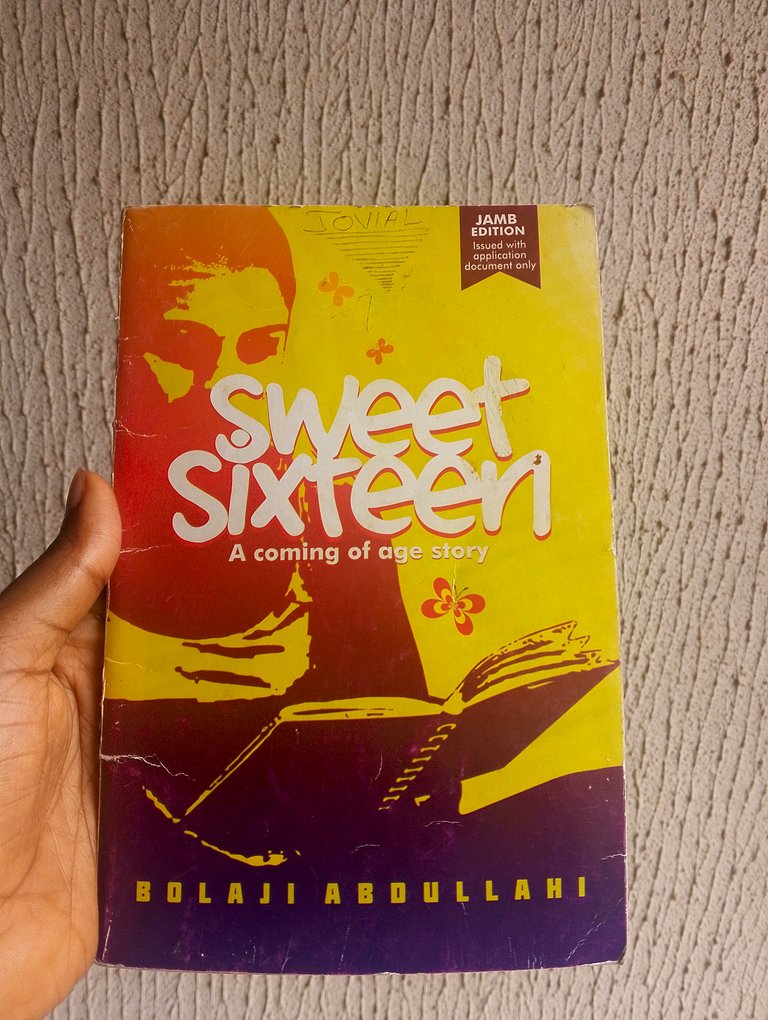 JOVIAL
JAMB
EDITION
Issued with
application
document only
sweet
sixteen
A coming of age story
BOLAJI ABDULLAHI